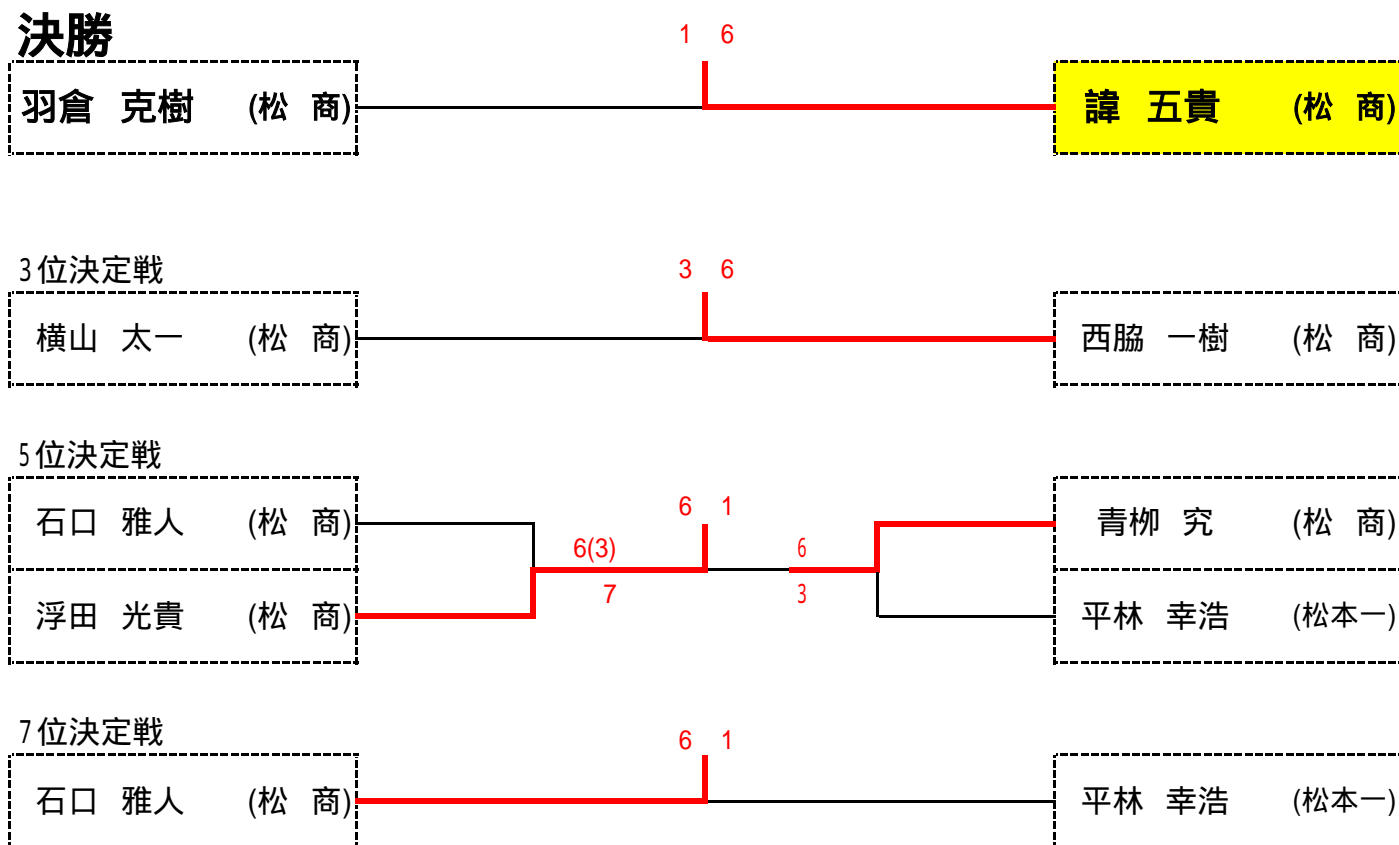 決勝
1 6
羽倉 克樹 (松 商)
諱 五貴 (松 商)
3位決定戦
3 6
横山 太一 (松 商)
西脇 一樹 (松 商)
5位決定戦
石口 雅人 (松 商)
6 1
青栁 究 (松 商)
6(3)
6
7
3
浮田 光貴 (松 商)
平林 幸浩 (松本一)
7位決定戦
6 1
石口 雅人 (松 商)
平林 幸浩 (松本一)